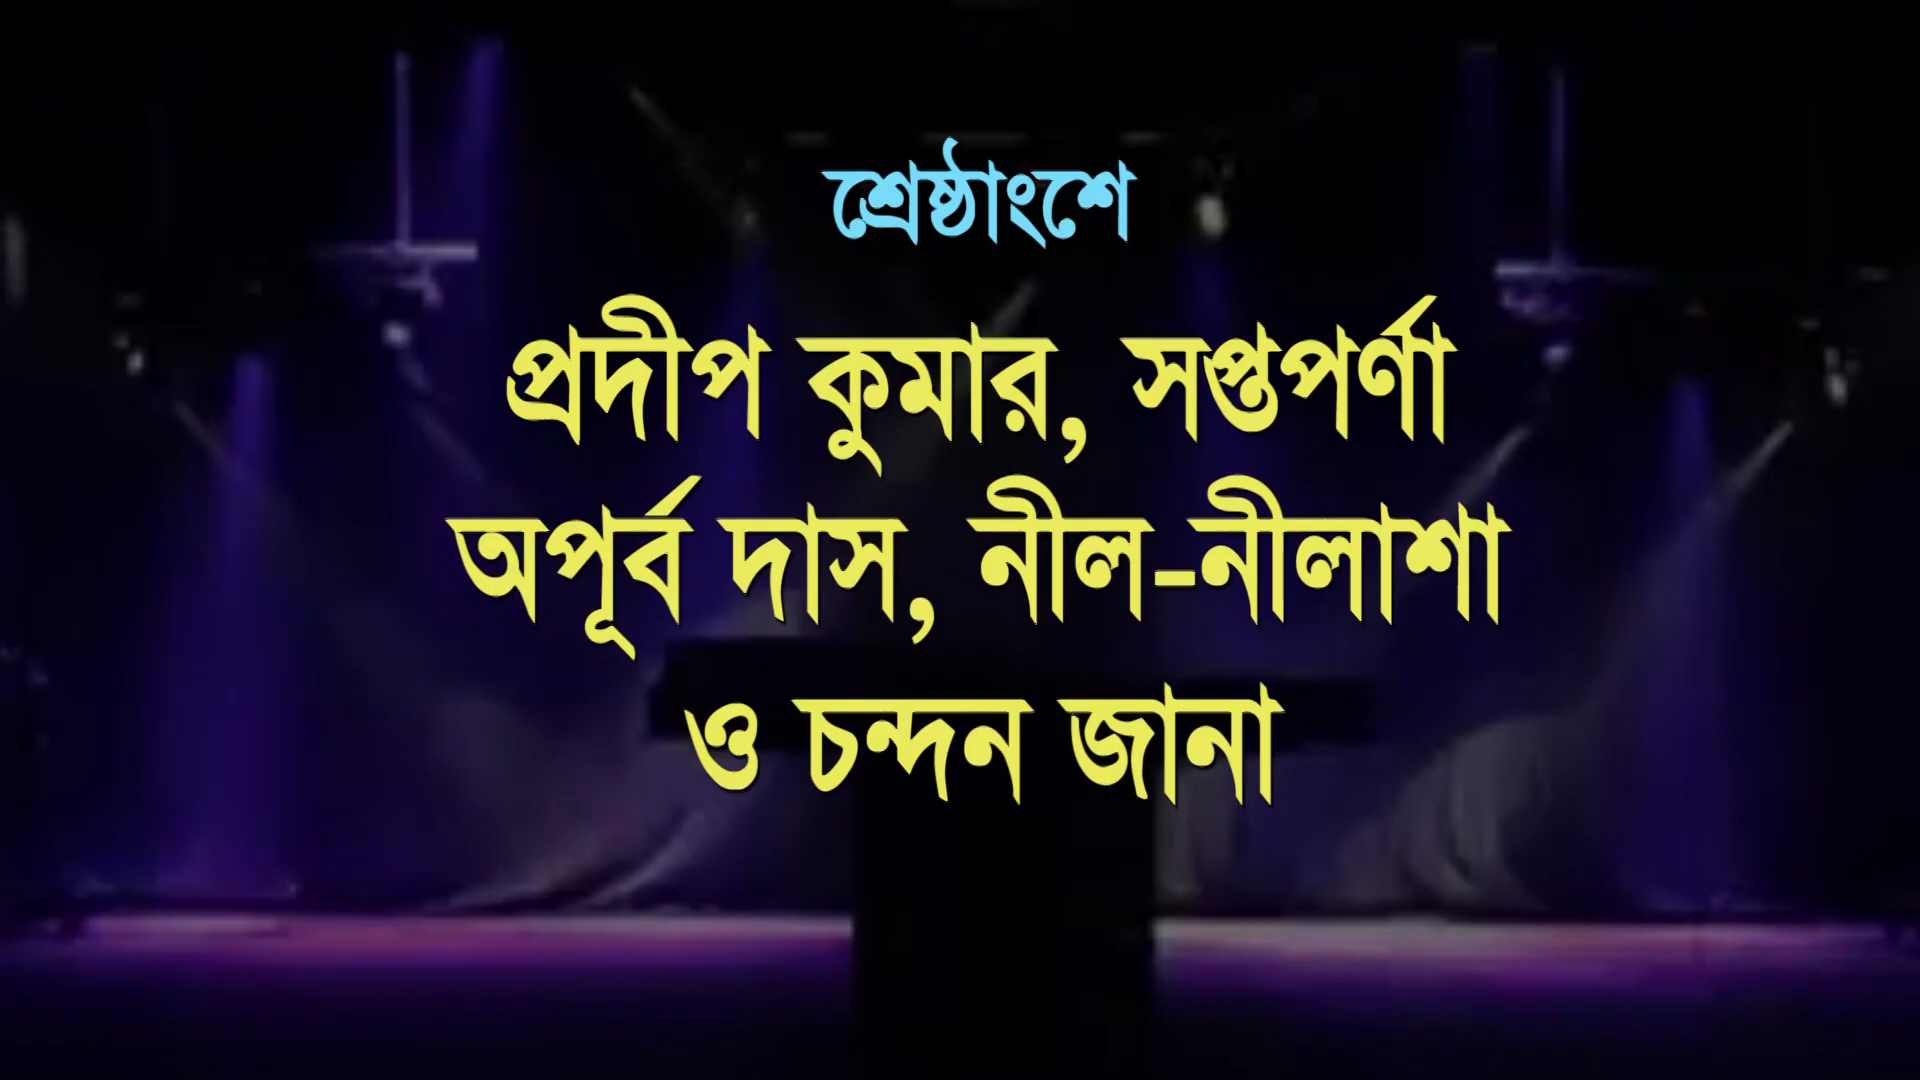 শ্রেষ্ঠাংশে
প্রদীপ কুমার, সপ্তপর্ণা
অপূর্ব দাস, নীল-নীলাশা
ও চন্দন জানা